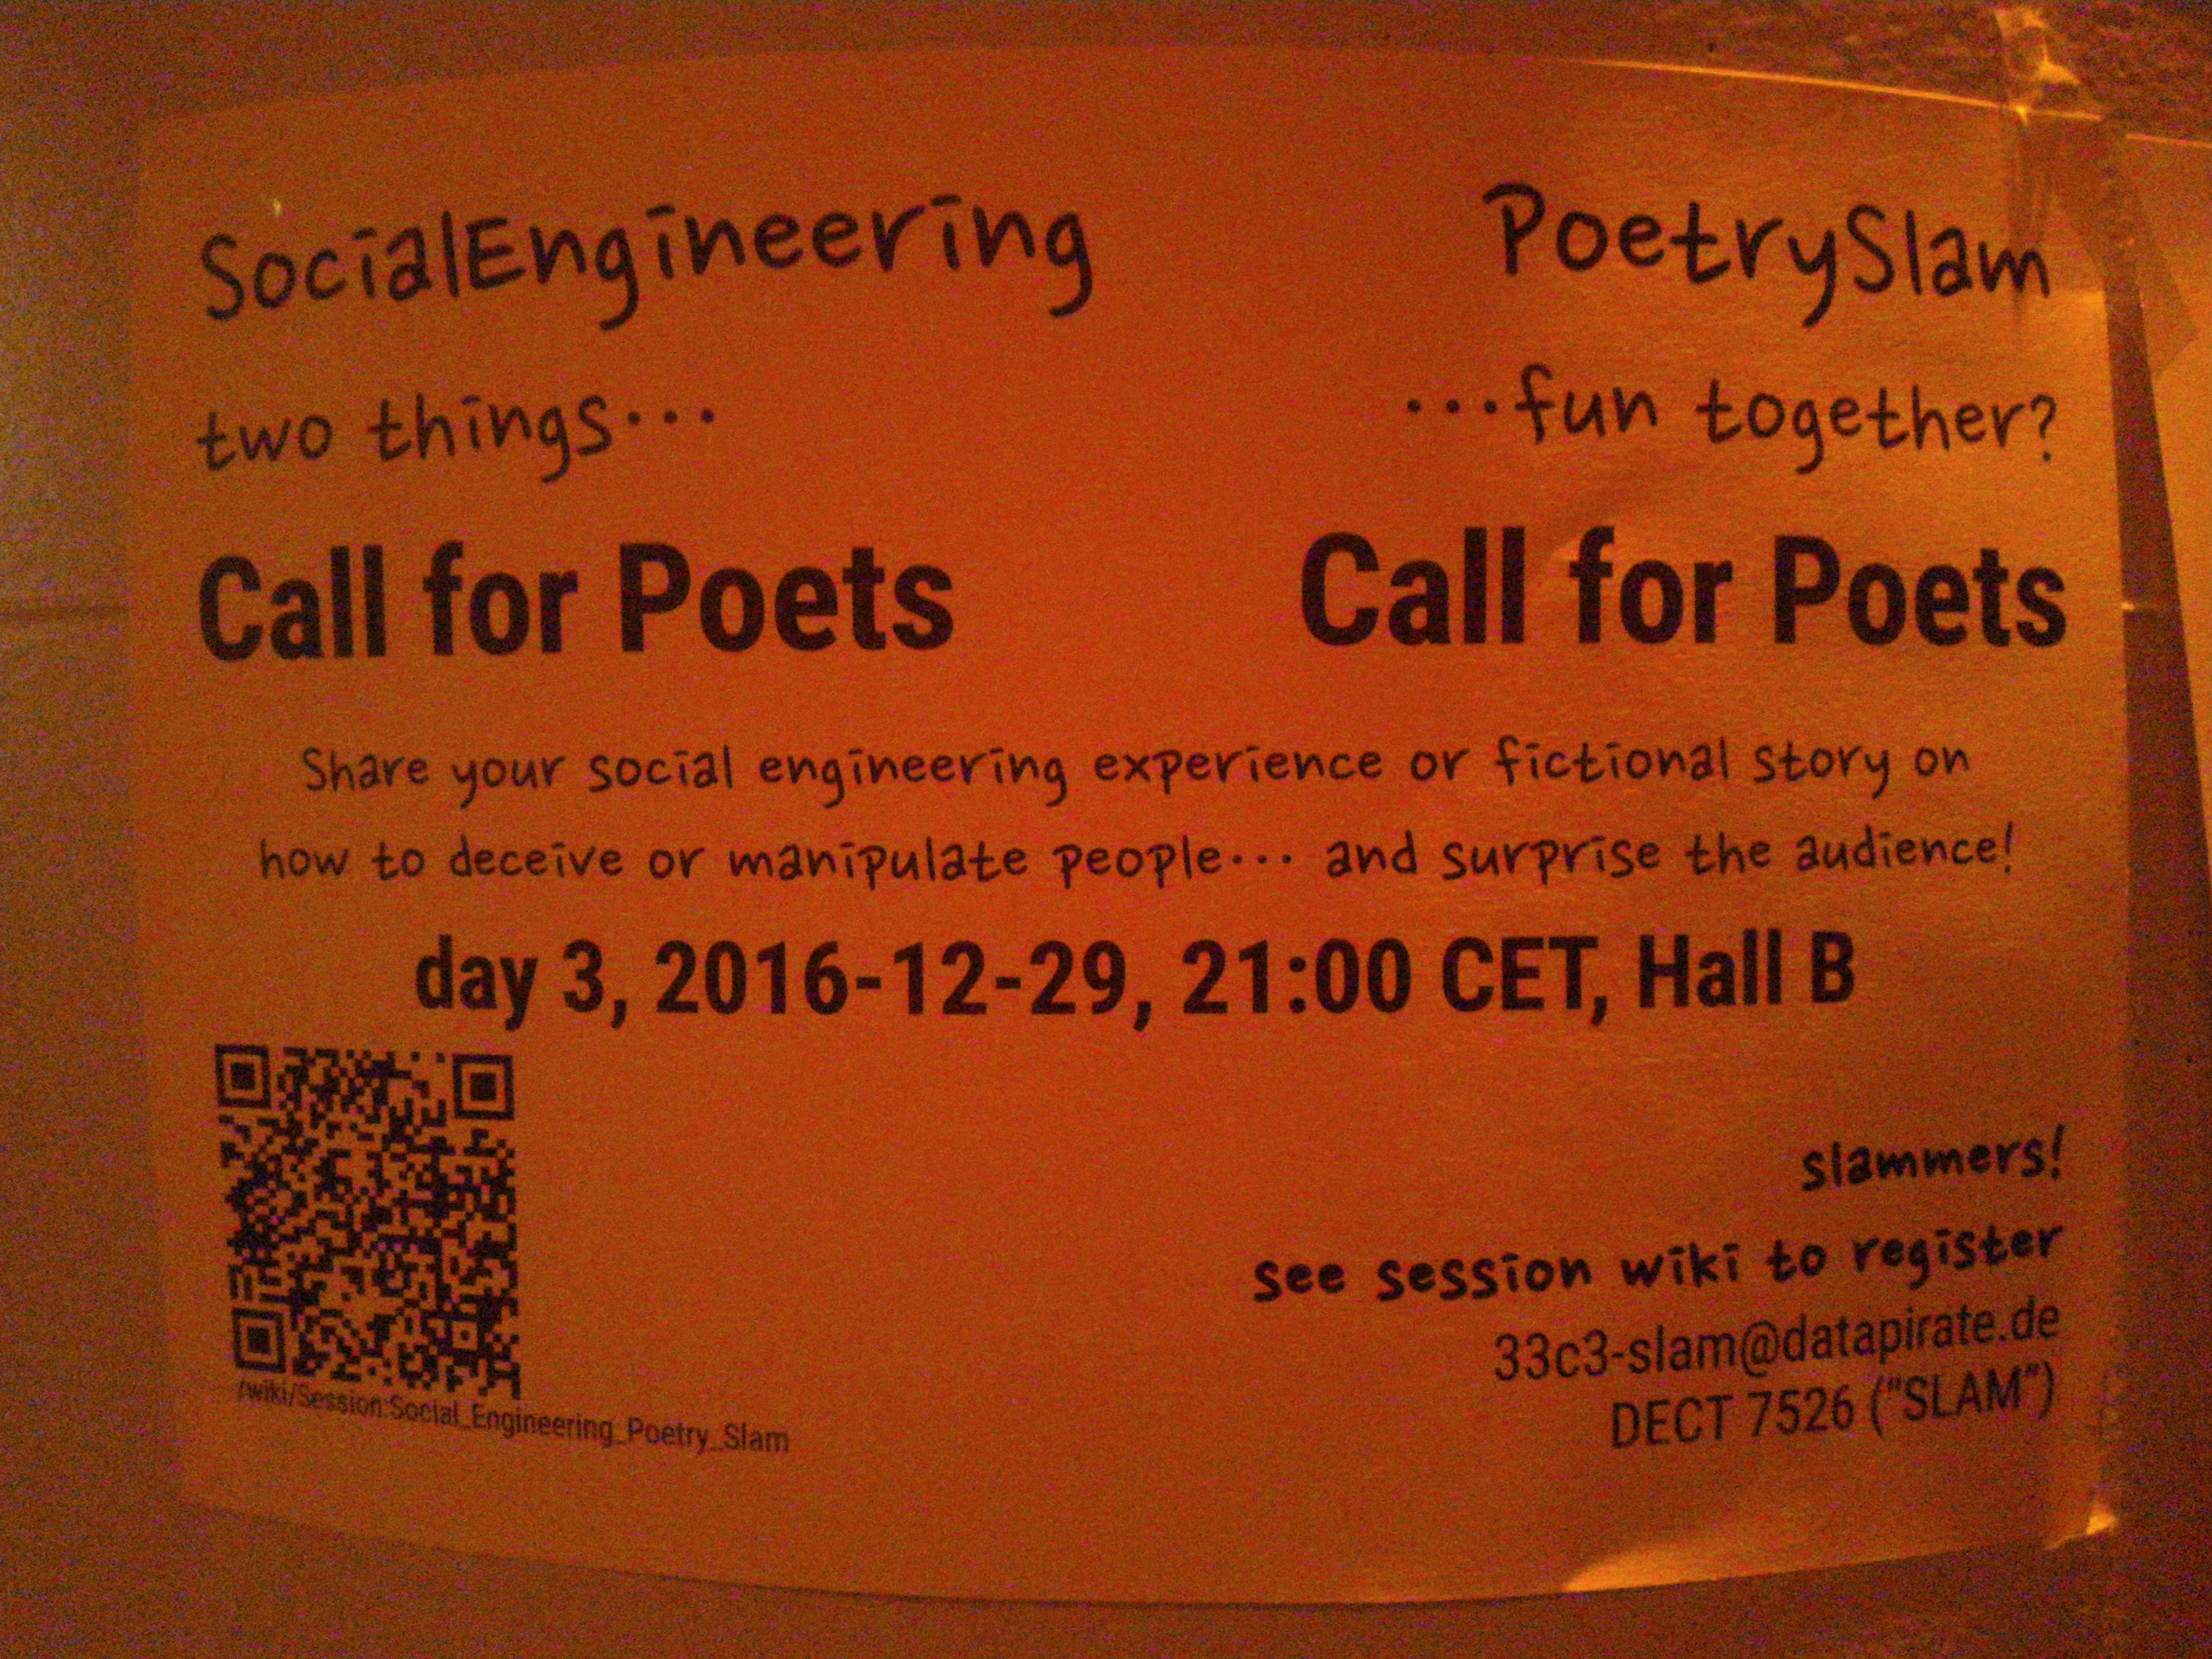 SocialEngineering PoetrySlam
two things... ...fun together?
Call for Poets Call for Poets
Share your social engineering experience or fictional story on
how to deceive or manipulate people... and surprise the audience!
day 3, 2016-12-29, 21:00 CET, Hall B
slammers!
see session wiki to register
33c3-slam@datapirate.de
DECT 7526 ("SLAM")
/wiki/Session:Social_Engineering_Poetry_Slam